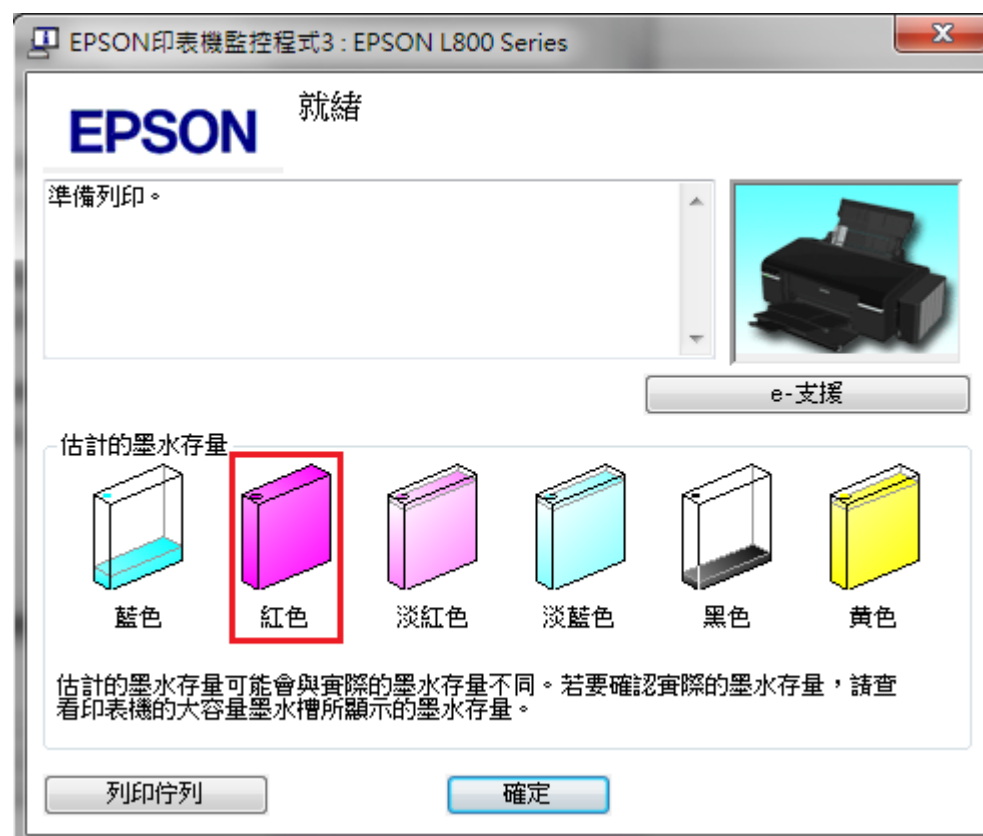 EPSON印表機監控程式3 : EPSON L800 Series
EPSON
就緒
準備列印。
e-支援
估計的墨水存量
藍色
紅色
淡紅色
淡藍色
黑色
黃色
估計的墨水存量可能會與實際的墨水存量不同。若要確認實際的墨水存量，請查
看印表機的大容量墨水槽所顯示的墨水存量。
列印佇列
確定